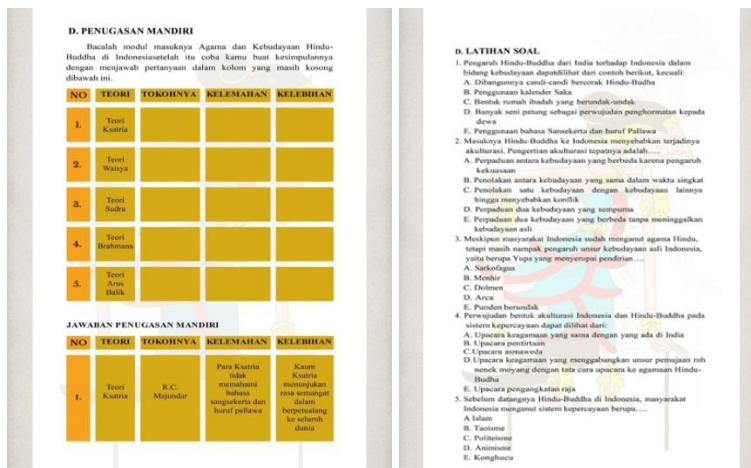 D. PENUGASAN MANDIRI
Bacalah modul masuknya Agama dan Kebudayaan Hindu-
Buddha di Indonesiasetelah itu coba kamu buat kesimpulannya
dengan menjawab pertanyaan dalam kolom yang masih kosong
dibawah ini.
NO TEORI TOKOHNYA KELEMAHAN KELEBIHAN
1. Teori
Ksatria
2. Teori
Waisya
3. Teori
Sudra
4. Teori
Brahmana
5. Teori
Arus
Balik
JAWABAN PENUGASAN MANDIRI
NO TEORI TOKOHNYA KELEMAHAN KELEBIHAN
1.
Teori
Ksatria
R.C.
Majundar
Para Ksatria
tidak
memahami
bahasa
sangsekerta dan
huruf pallawa
Kaum
Ksatria
menunjukan
rasa semangat
dalam
berpetualang
ke seluruh
dunia
D. LATIHAN SOAL
1. Pengaruh Hindu-Buddha dari India terhadap Indonesia dalam
bidang kebudayaan dapatdilihat dari contoh berikut, kecuali:
A. Dibangunnya candi-candi bercorak Hindu-Budha
B. Penggunaan kalender Saka
C. Bentuk rumah ibadah yang berundak-undak
D. Banyak seni patung sebagai perwujudan penghormatan kepada
dewa
E. Penggunaan bahasa Sansekerta dan huruf Pallawa
2. Masuknya Hindu-Buddha ke Indonesia menyebabkan terjadinya
akulturasi. Pengertian akulturasi tepatnya adalah....
A. Perpaduan antara kebudayaan yang berbeda karena pengaruh
kekuasaan
B. Penolakan antara kebudayaan yang sama dalam waktu singkat
C. Penolakan satu kebudayaan dengan kebudayaan lainnya
hingga menyebabkan konflik
D. Perpaduan dua kebudayaan yang sempurna
E. Perpaduan dua kebudayaan yang berbeda tanpa meninggalkan
kebudayaan asli
3. Meskipun masyarakat Indonesia sudah menganut agama Hindu,
tetapi masih nampak pengaruh unsur kebudayaan asli Indonesia,
yaitu berupa Yupa yang menyerupai pendirian....
A. Sarkofagus
B. Menhir
C. Dolmen
D. Arca
E. Punden berundak
4. Perwujudan bentuk akulturasi Indonesia dan Hindu-Buddha pada
sistem kepercayaan dapat dilihat dari:
A. Upacara keagamaan yang sama dengan yang ada di India
B. Upacara pentirtaan
C.Upacara asmaweda
D.Upacara keagamaan yang menggabungkan unsur pemujaan roh
nenek moyang dengan tata cara upacara ke agamaan Hindu-
Budha
E. Upacara pengangkatan raja
5. Sebelum datangnya Hindu-Buddha di Indonesia, masyarakat
Indonesia menganut sistem kepercayaan berupa....
A Islam
B. Taoisme
C. Politeisme
D. Animisme
E. Konghucu